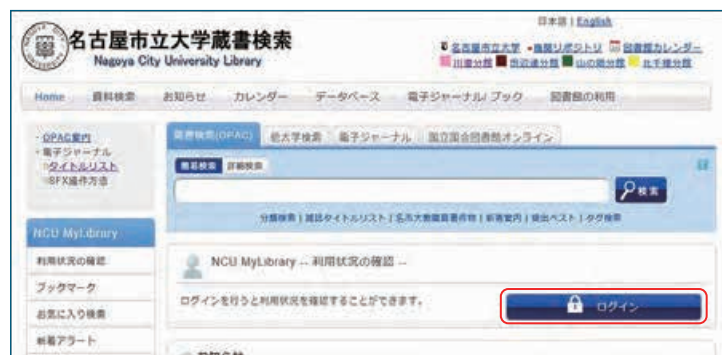 日本語 | English
名古屋市立大学蔵書検索
Nagoya City University Library
名古屋市立大学 機関リポジトリ 図書館カレンダー
川澄分館 田辺通分館 山の畑分館 北千種分館
Home 資料検索 お知らせ カレンダー データベース 電子ジャーナル/ブック 図書館の利用
・OPAC案内
・電子ジャーナル
タイトルリスト
SFX操作方法
蔵書検索(OPAC) 他大学検索 電子ジャーナル 国立国会図書館オンライン
簡易検索 詳細検索
検索
分類検索 | 雑誌タイトルリスト | 名市大教職員著作物 | 新着案内 | 貸出ベスト | タグ検索
NCU MyLibrary
利用状況の確認
ブックマーク
お気に入り検索
新着アラート
NCU MyLibrary -- 利用状況の確認 --
ログインを行うと利用状況を確認することができます。
ログイン